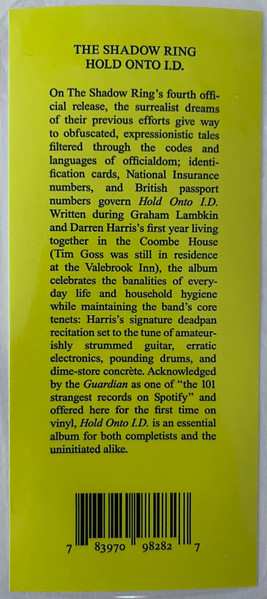 THE SHADOW RING
HOLD ONTO I.D.
On The Shadow Ring's fourth offi-
cial release, the surrealist dreams
of their previous efforts give way
to obfuscated, expressionistic tales
filtered through the codes and
languages of officialdom; identi-
fication cards, National Insurance
numbers, and British passport
numbers govern Hold Onto I.D.
Written during Graham Lambkin
and Darren Harris's first year living
together in the Coombe House
(Tim Goss was still in residence
at the Valebrook Inn), the album
celebrates the banalities of every-
day life and household hygiene
while maintaining the band's core
tenets: Harris's signature deadpan
recitation set to the tune of amateur-
ishly strummed guitar, erratic
electronics, pounding drums, and
dime-store concrète. Acknowledged
by the Guardian as one of "the 101
strangest records on Spotify" and
offered here for the first time on
vinyl, Hold Onto I.D. is an essential
album for both completists and the
uninitiated alike.
7 83970 98282 7